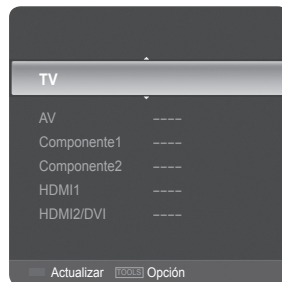 TV
AV ----
Componente1 ----
Componente2 ----
HDMI1 ----
HDMI2/DVI ----
Actualizar TOOLS Opción